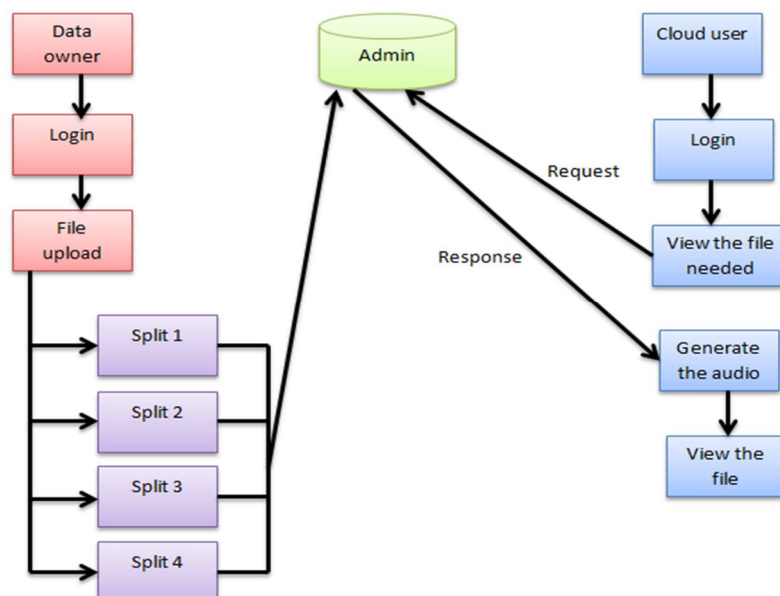 Data
owner
Login
File
upload
Split 1
Split 2
Split 3
Split 4
Admin
Request
Response
Cloud user
Login
View the file
needed
Generate
the audio
View the
file